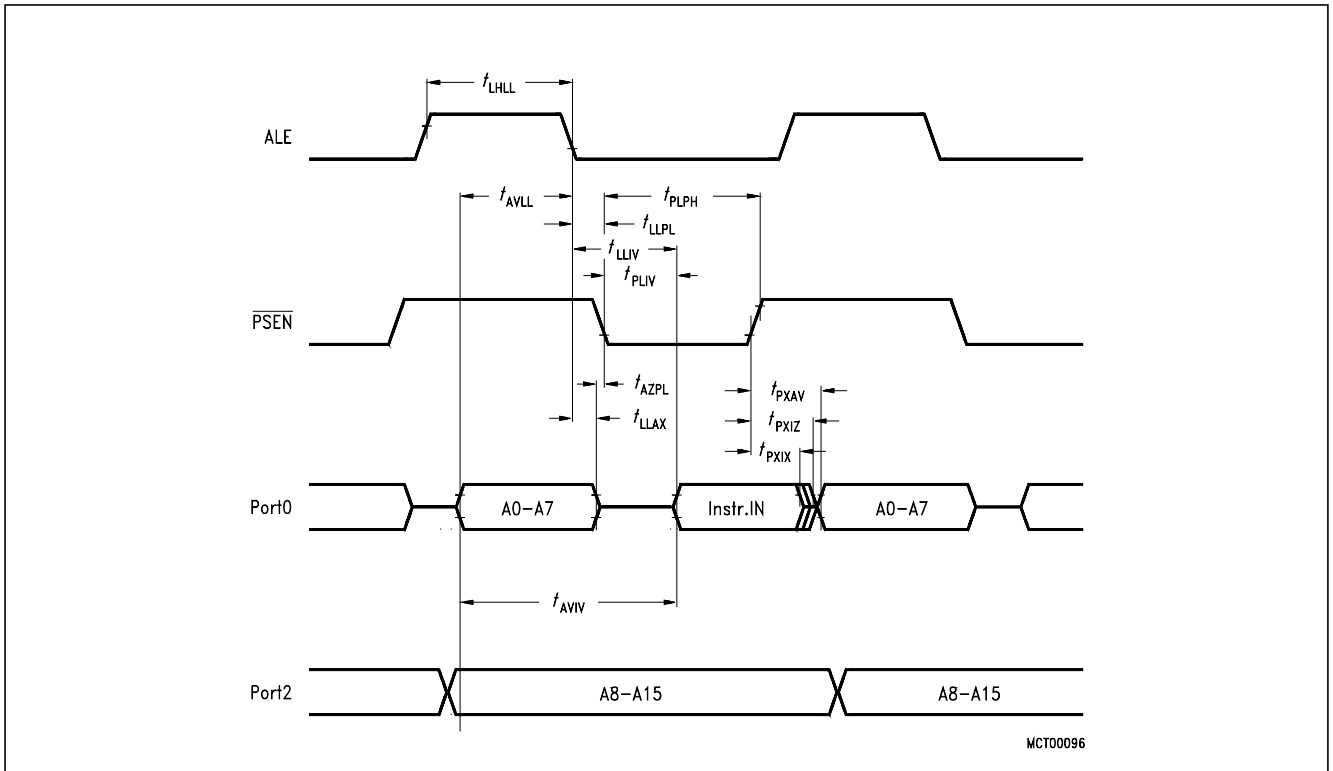 tLHLL
ALE
tAVLL
tPLPH
tLLPL
tLLIV
tPLIV
PSEN
tAZPL
tPXAV
tLLAX
tPXIZ
tPXIX
Port0
A0-A7
Instr.IN
A0-A7
tAVIV
Port2
A8-A15
A8-A15
MCT00096